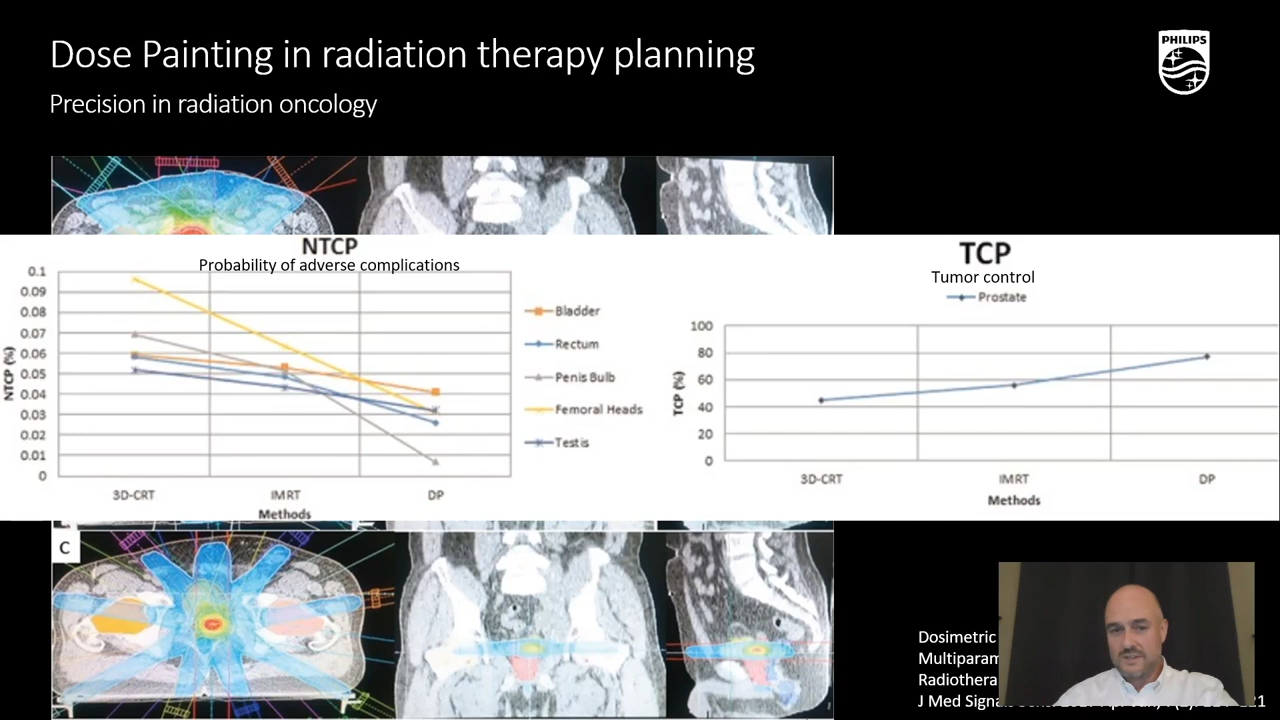 Dose Painting in radiation therapy planning
Precision in radiation oncology
PHILIPS
NTCP
Probability of adverse complications
0.1
0.09
0.08
0.07
0.06
0.05
0.04
0.03
0.02
0.01
0
NTCP (%)
3D-CRT IMRT DP
Methods
Bladder
Rectum
Penis Bulb
Femoral Heads
Testis
TCP
Tumor control
Prostate
100
80
60
40
20
0
TCP (%)
3D-CRT IMRT DP
Methods
C
Dosimetric
Multiparam
Radiothera
J Med Signa